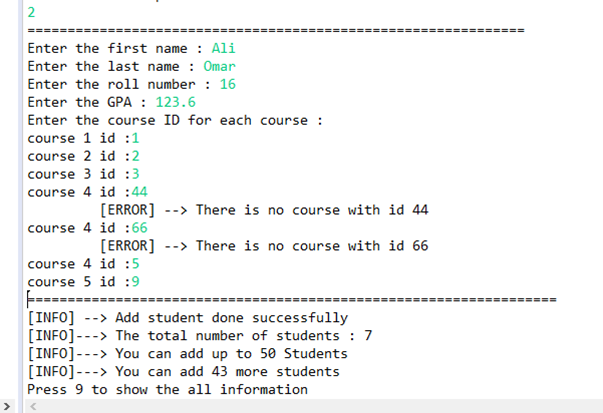 2
==============================================================
Enter the first name : Ali
Enter the last name : Omar
Enter the roll number : 16
Enter the GPA : 123.6
Enter the course ID for each course :
course 1 id :1
course 2 id :2
course 3 id :3
course 4 id :44
[ERROR] --> There is no course with id 44
course 4 id :66
[ERROR] --> There is no course with id 66
course 4 id :5
course 5 id :9
==================================================================
[INFO] --> Add student done successfully
[INFO]---> The total number of students : 7
[INFO]---> You can add up to 50 Students
[INFO]---> You can add 43 more students
Press 9 to show the all information